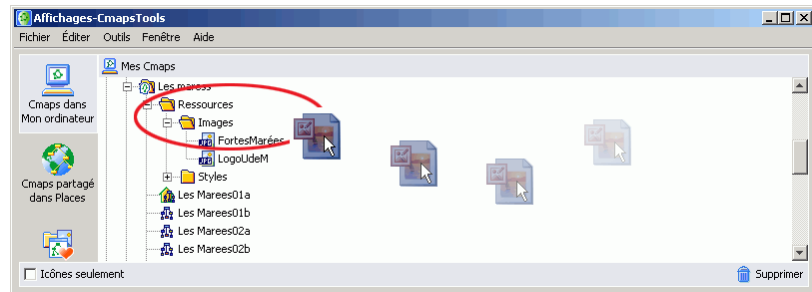 Affichages-CmapsTools
Fichier Éditer Outils Fenêtre Aide
Mes Cmaps
Les maress
Ressources
Images
FortesMarées
LogoUdeM
Styles
Les Marees01a
Les Marees01b
Les Marees02a
Les Marees02b
Cmaps dans
Mon ordinateur
Cmaps partagé
dans Places
Icônes seulement
Supprimer